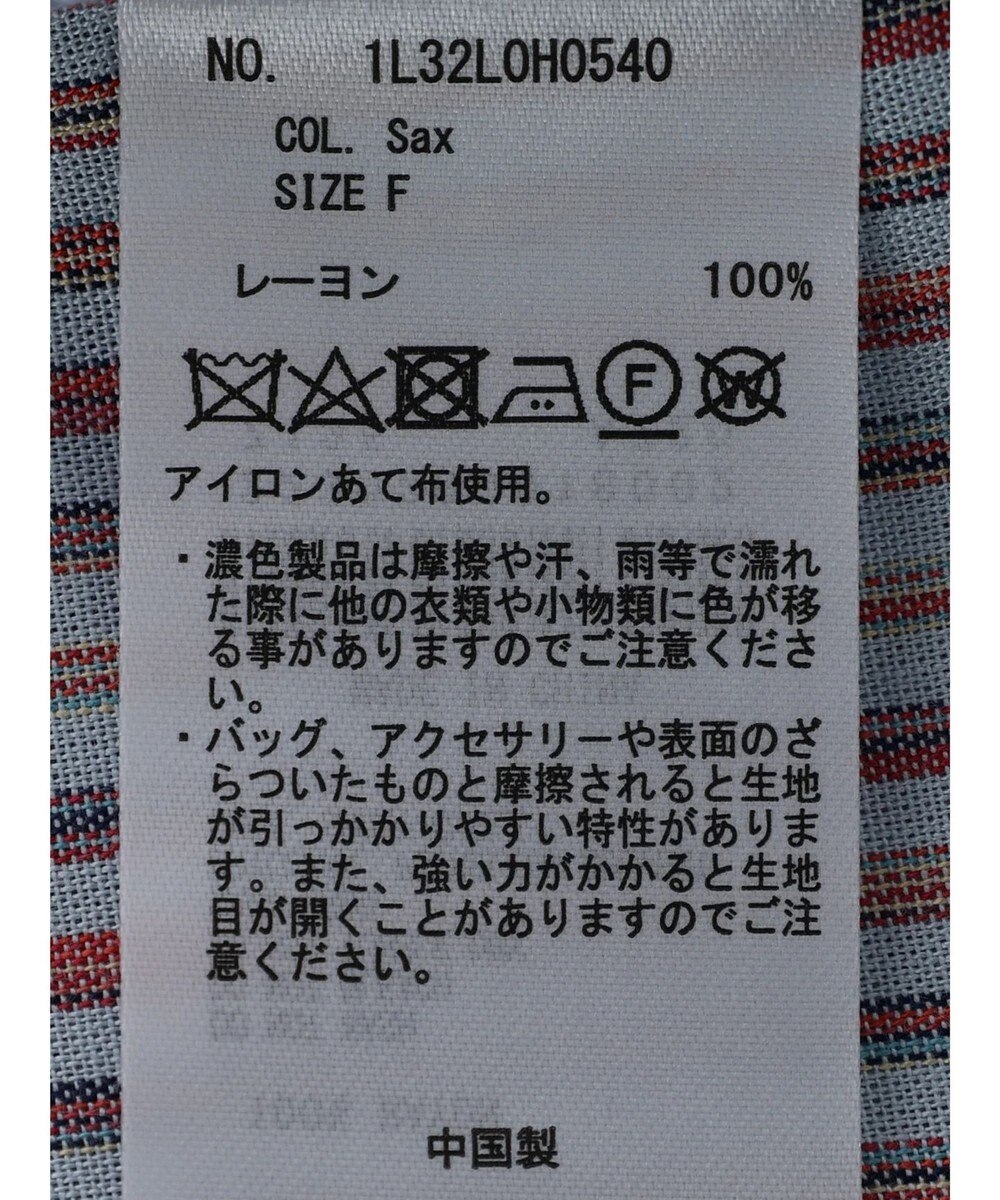 NO. 1L32L0H0540
COL. Sax
SIZE F
レーヨン 100%
F W
アイロンあて布使用。
・濃色製品は摩擦や汗、雨等で濡れ
た際に他の衣類や小物類に色が移
る事がありますのでご注意くださ
い。
・バッグ、アクセサリーや表面のざ
らついたものと摩擦されると生地
が引っかかりやすい特性がありま
す。また、強い力がかかると生地
目が開くことがありますのでご注
意ください。
中国製